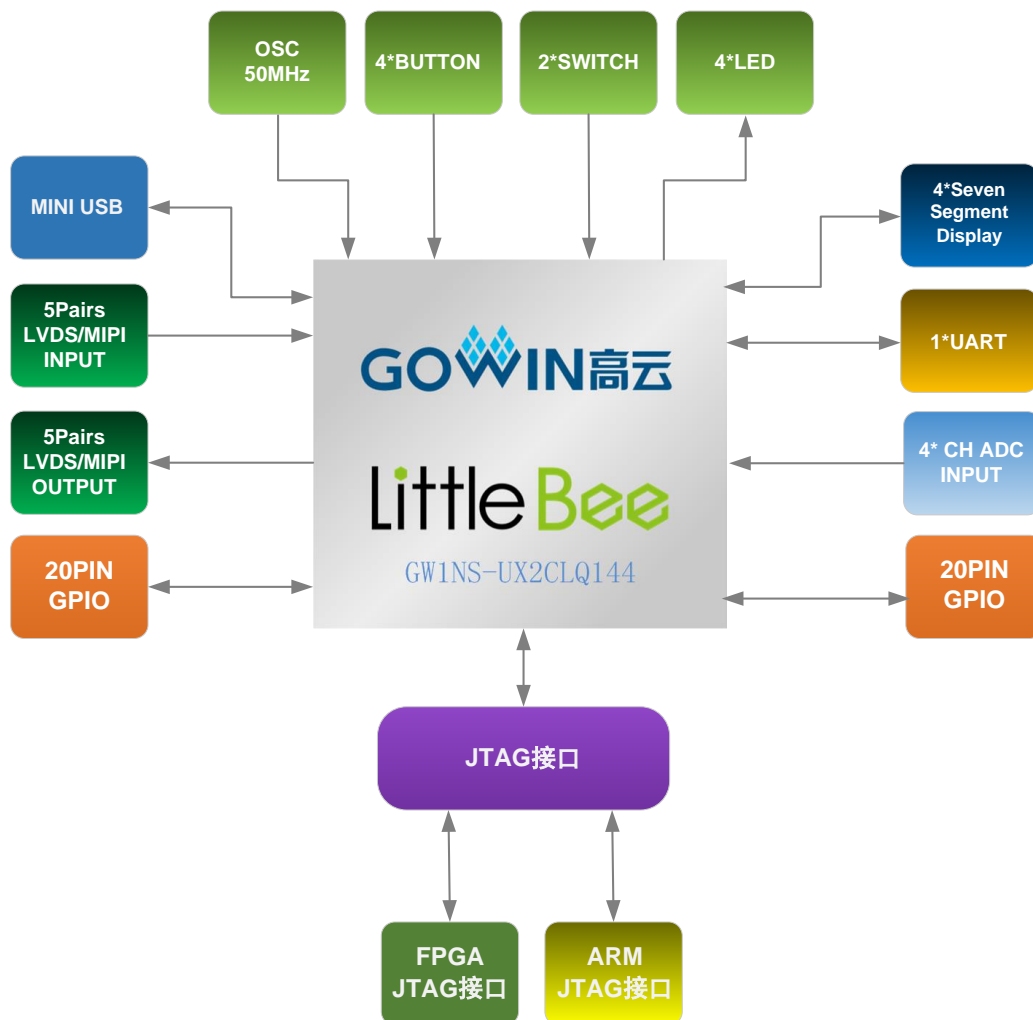 OSC
50MHz
4*BUTTON
2*SWITCH
4*LED
MINI USB
4*Seven
Segment
Display
5Pairs
LVDS/MIPI
INPUT
1*UART
5Pairs
LVDS/MIPI
OUTPUT
4* CH ADC
INPUT
20PIN
GPIO
GOWIN高云
LittleBee
GW1NS-UX2CLQ144
20PIN
GPIO
JTAG接口
FPGA
JTAG接口
ARM
JTAG接口